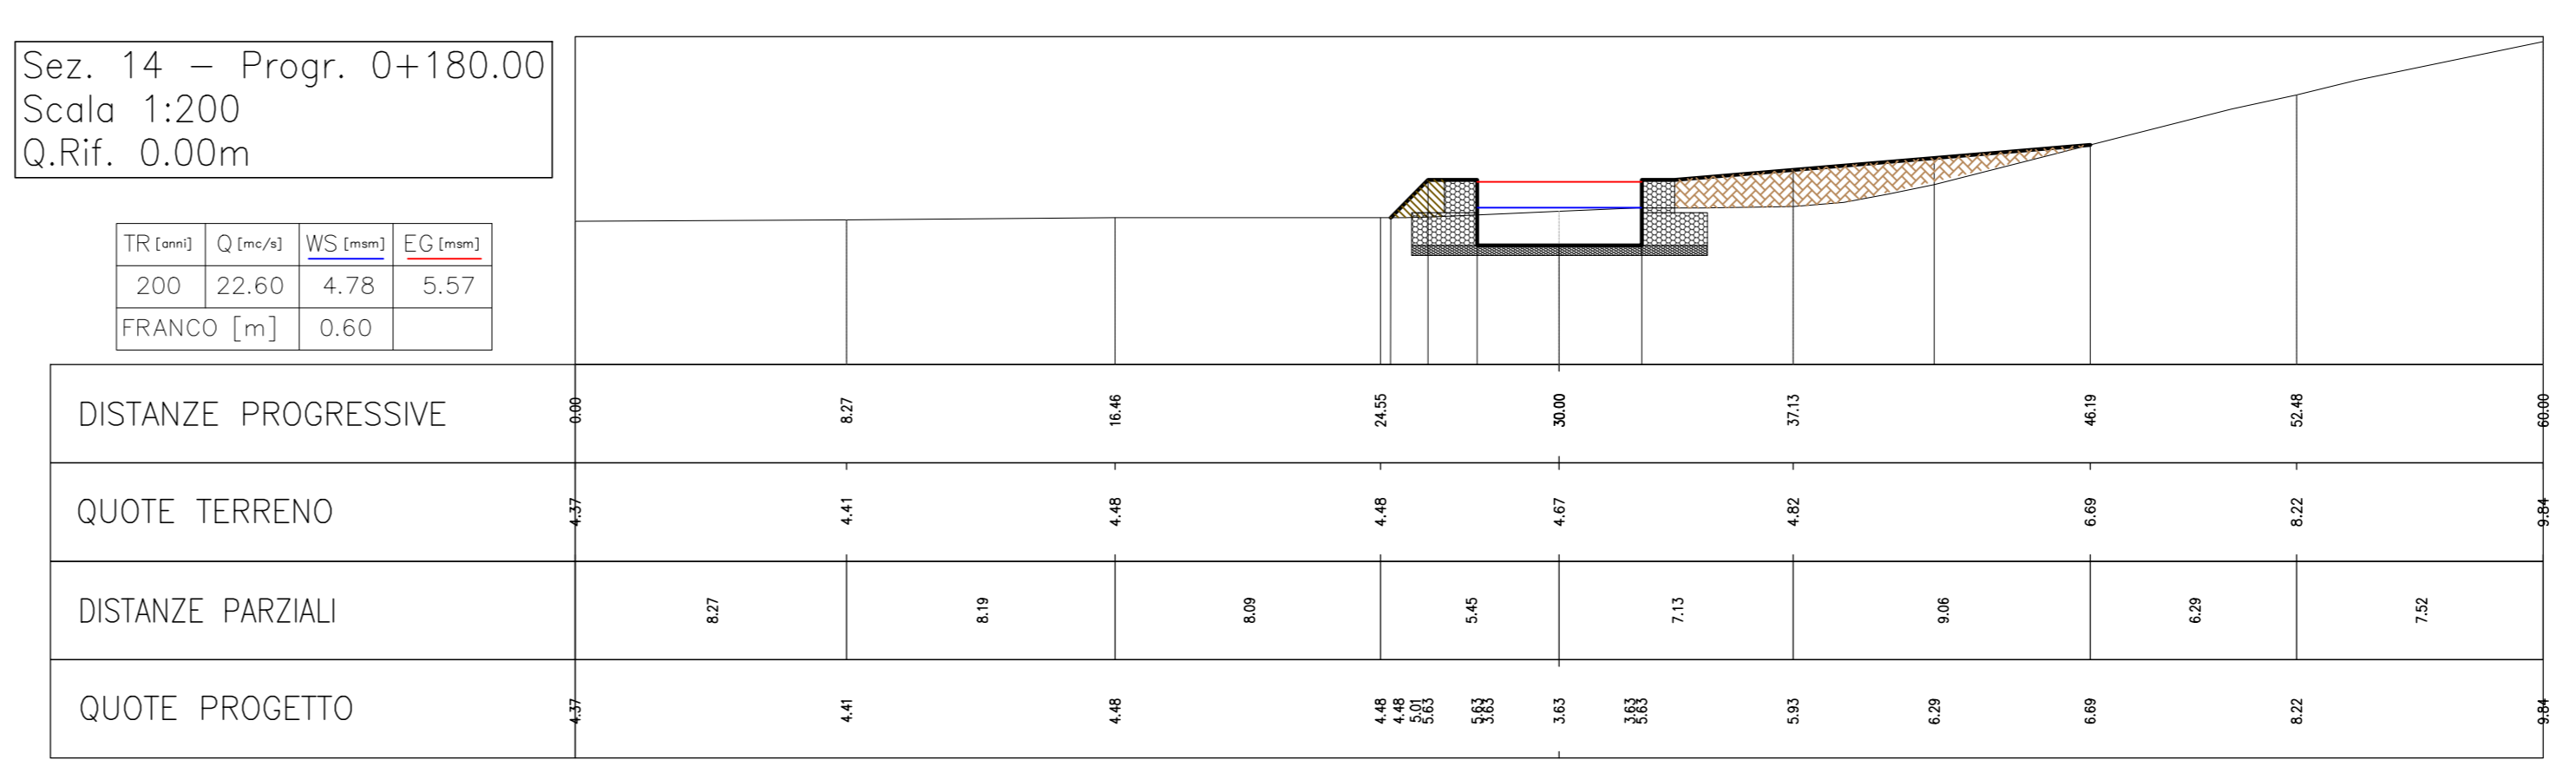 Sez. 14 – Progr. 0+180.00
Scala 1:200
Q.Rif. 0.00m
TR [anni] Q [mc/s] WS [msm] EG [msm]
200 22.60 4.78 5.57
FRANCO [m] 0.60
DISTANZE PROGRESSIVE 0.00 8.27 16.46 24.55 30.00 37.13 46.19 52.48 60.00
QUOTE TERRENO 4.37 4.41 4.48 4.48 4.67 4.82 6.69 8.22 9.84
DISTANZE PARZIALI 8.27 8.19 8.09 5.45 7.13 9.06 6.29 7.52
QUOTE PROGETTO 4.37 4.41 4.48 4.48 4.48 5.01 5.63 5.63 3.63 3.63 3.63 5.63 5.93 6.29 6.69 8.22 9.84